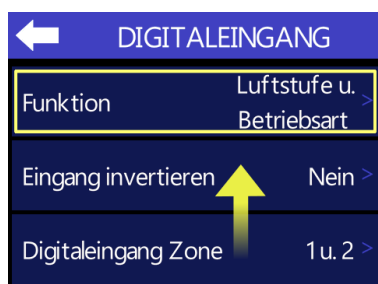 DIGITALEINGANG
Funktion
Luftstufe u.
Betriebsart
Eingang invertieren Nein >
Digitaleingang Zone 1 u. 2 >